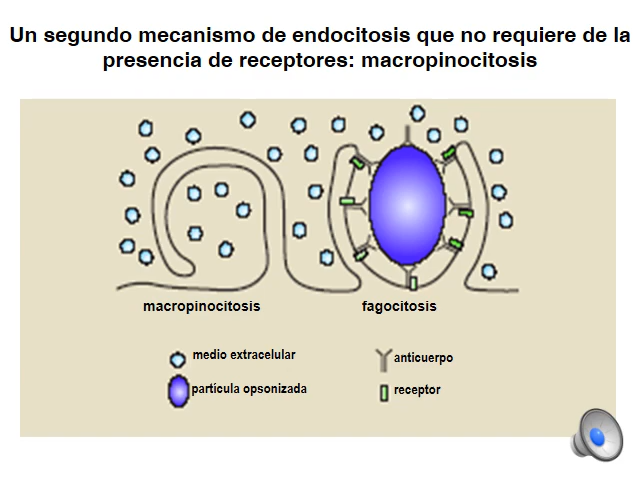 Un segundo mecanismo de endocitosis que no requiere de la
presencia de receptores: macropinocitosis
macropinocitosis
fagocitosis
medio extracelular
anticuerpo
partícula opsonizada
receptor